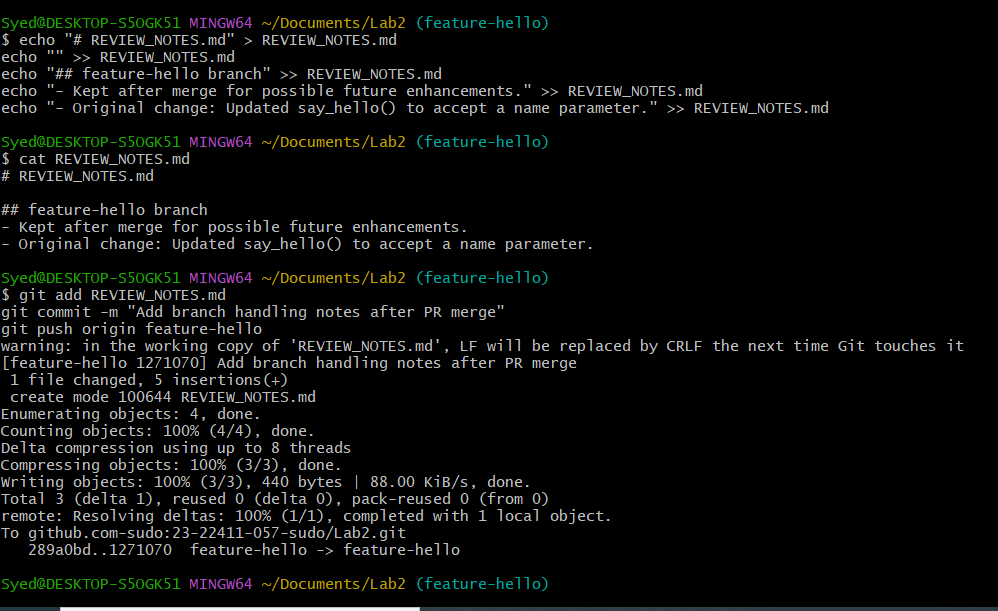 Syed@DESKTOP-S5OGK51 MINGW64 ~/Documents/Lab2 (feature-hello)
$ echo "# REVIEW_NOTES.md" > REVIEW_NOTES.md
echo "" >> REVIEW_NOTES.md
echo "## feature-hello branch" >> REVIEW_NOTES.md
echo "- Kept after merge for possible future enhancements." >> REVIEW_NOTES.md
echo "- Original change: Updated say_hello() to accept a name parameter." >> REVIEW_NOTES.md
Syed@DESKTOP-S5OGK51 MINGW64 ~/Documents/Lab2 (feature-hello)
$ cat REVIEW_NOTES.md
# REVIEW_NOTES.md
## feature-hello branch
- Kept after merge for possible future enhancements.
- Original change: Updated say_hello() to accept a name parameter.
Syed@DESKTOP-S5OGK51 MINGW64 ~/Documents/Lab2 (feature-hello)
$ git add REVIEW_NOTES.md
git commit -m "Add branch handling notes after PR merge"
git push origin feature-hello
warning: in the working copy of 'REVIEW_NOTES.md', LF will be replaced by CRLF the next time Git touches it
[feature-hello 1271070] Add branch handling notes after PR merge
 1 file changed, 5 insertions(+)
 create mode 100644 REVIEW_NOTES.md
Enumerating objects: 4, done.
Counting objects: 100% (4/4), done.
Delta compression using up to 8 threads
Compressing objects: 100% (3/3), done.
Writing objects: 100% (3/3), 440 bytes | 88.00 KiB/s, done.
Total 3 (delta 1), reused 0 (delta 0), pack-reused 0 (from 0)
remote: Resolving deltas: 100% (1/1), completed with 1 local object.
To github.com-sudo:23-22411-057-sudo/Lab2.git
   289a0bd..1271070  feature-hello -> feature-hello
Syed@DESKTOP-S5OGK51 MINGW64 ~/Documents/Lab2 (feature-hello)